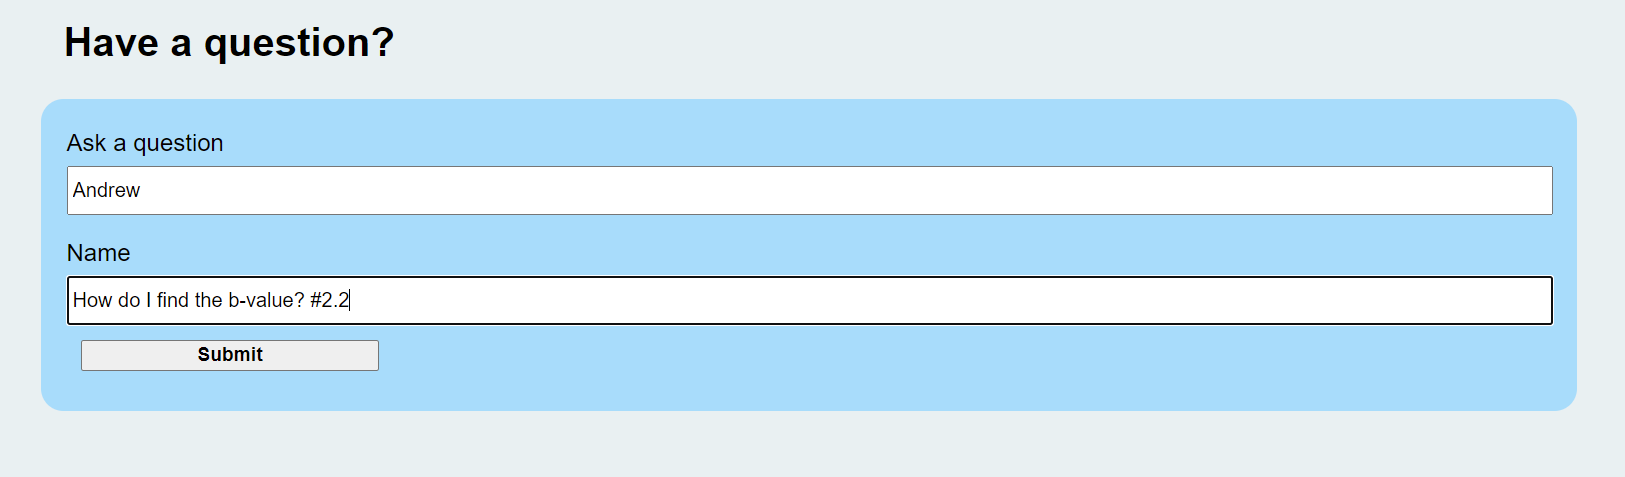 Have a question?
Ask a question
Andrew
Name
How do I find the b-value? #2.2
Submit